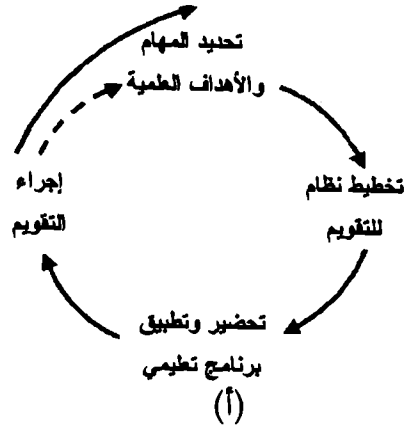 تحديد المهام
والأهداف العلمية
تخطيط نظام
للتقويم
تحضير وتطبيق
برنامج تعليمي
إجراء
التقويم
(أ)